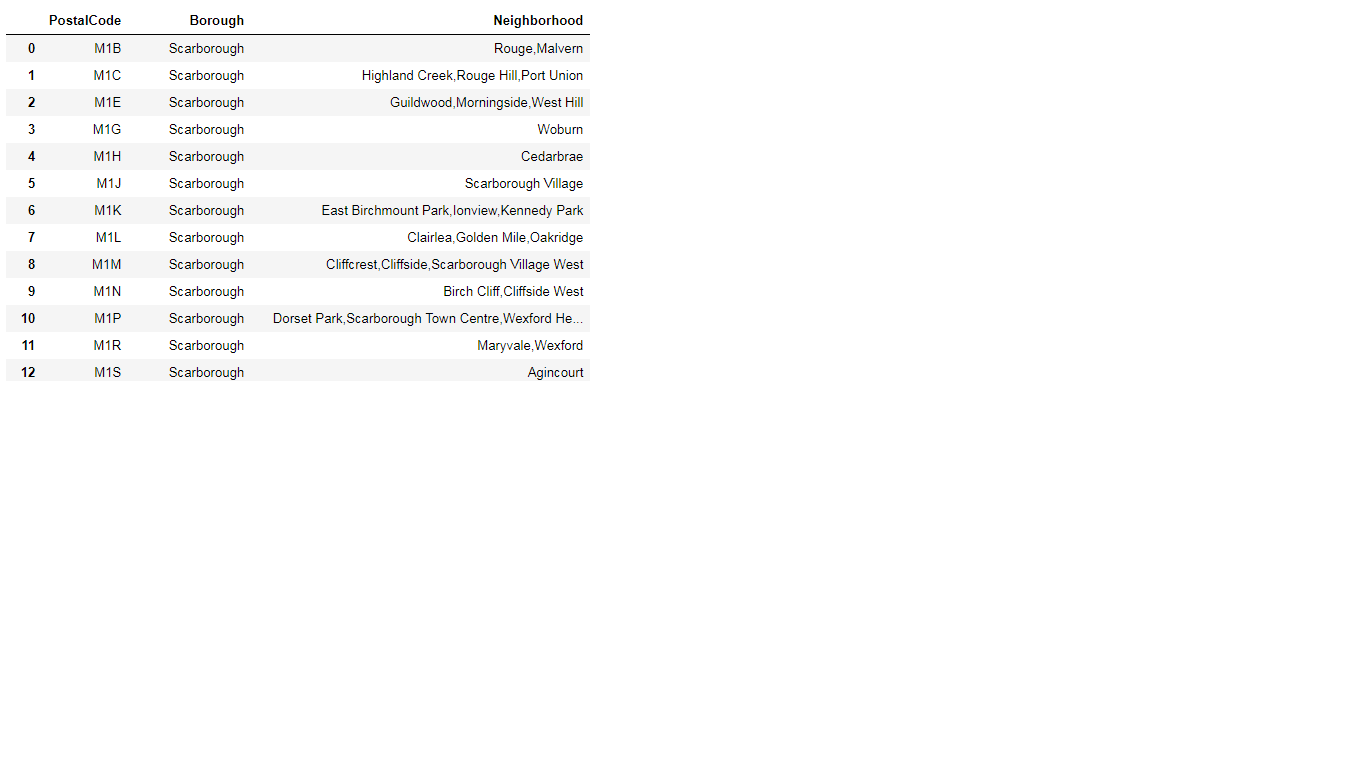 PostalCode Borough Neighborhood
0 M1B Scarborough Rouge,Malvern
1 M1C Scarborough Highland Creek,Rouge Hill,Port Union
2 M1E Scarborough Guildwood,Morningside,West Hill
3 M1G Scarborough Woburn
4 M1H Scarborough Cedarbrae
5 M1J Scarborough Scarborough Village
6 M1K Scarborough East Birchmount Park,Ionview,Kennedy Park
7 M1L Scarborough Clairlea,Golden Mile,Oakridge
8 M1M Scarborough Cliffcrest,Cliffside,Scarborough Village West
9 M1N Scarborough Birch Cliff,Cliffside West
10 M1P Scarborough Dorset Park,Scarborough Town Centre,Wexford He...
11 M1R Scarborough Maryvale,Wexford
12 M1S Scarborough Agincourt